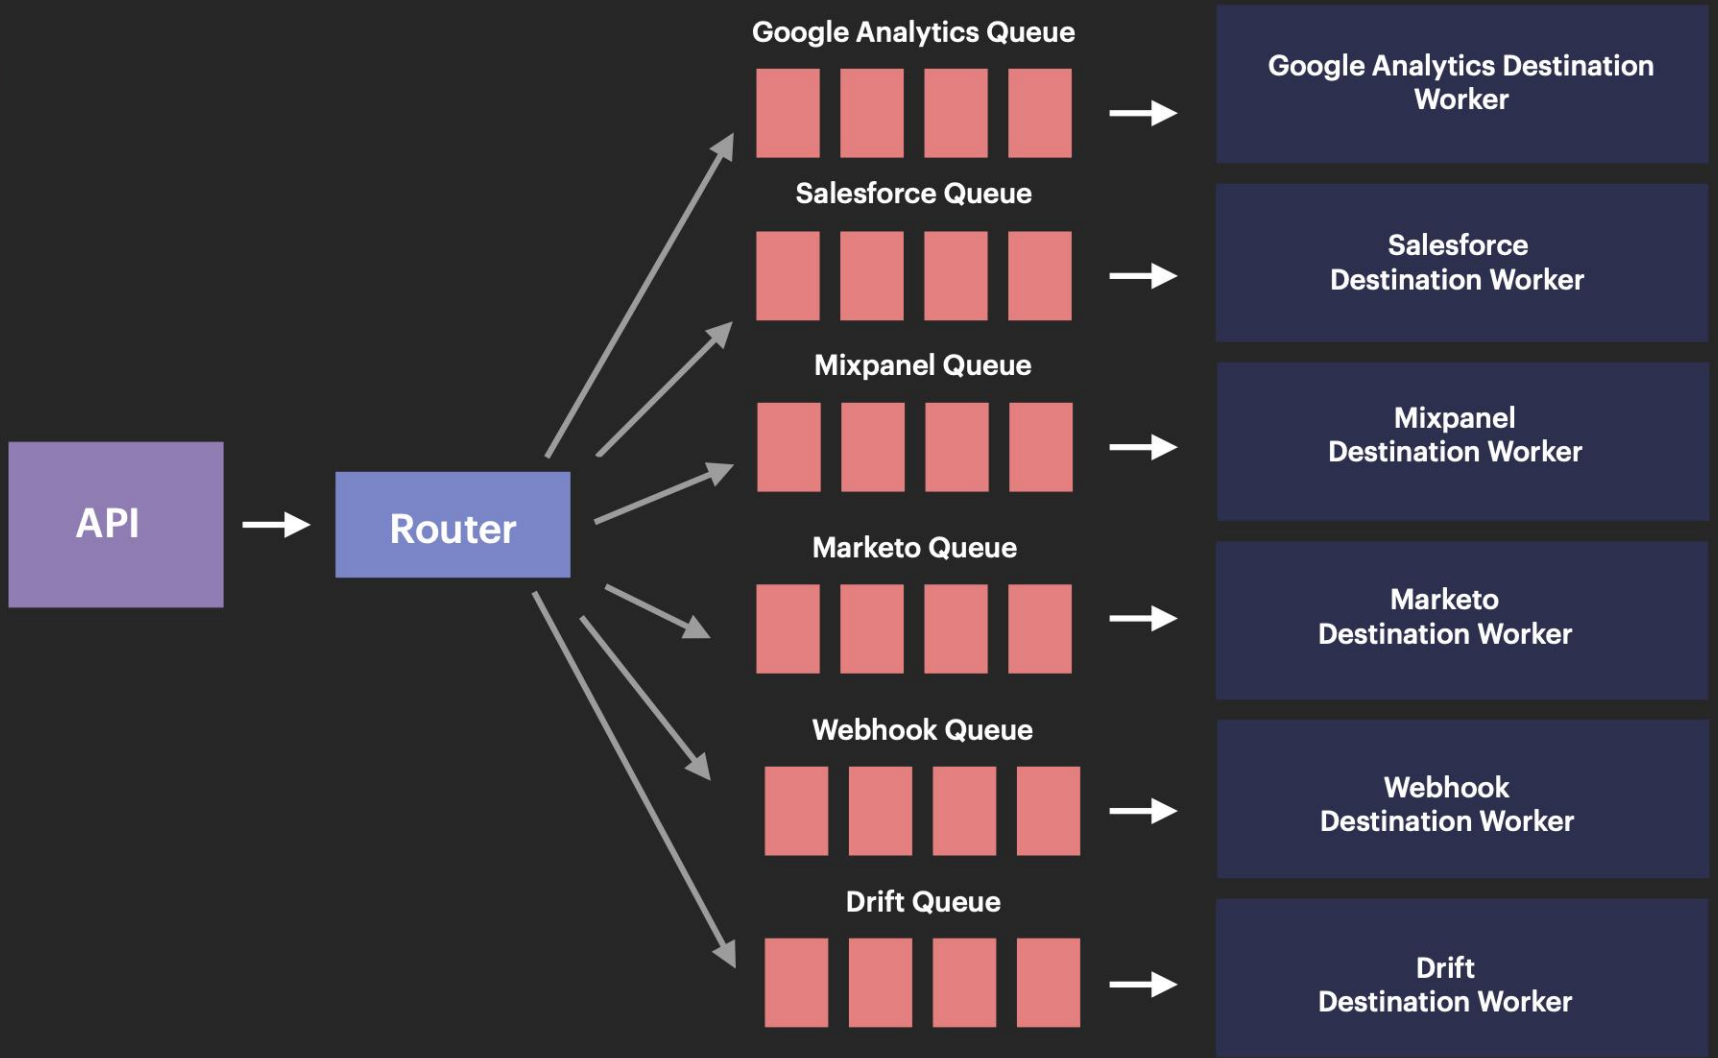 API
Router
Google Analytics Queue
Google Analytics Destination
Worker
Salesforce Queue
Salesforce
Destination Worker
Mixpanel Queue
Mixpanel
Destination Worker
Marketo Queue
Marketo
Destination Worker
Webhook Queue
Webhook
Destination Worker
Drift Queue
Drift
Destination Worker